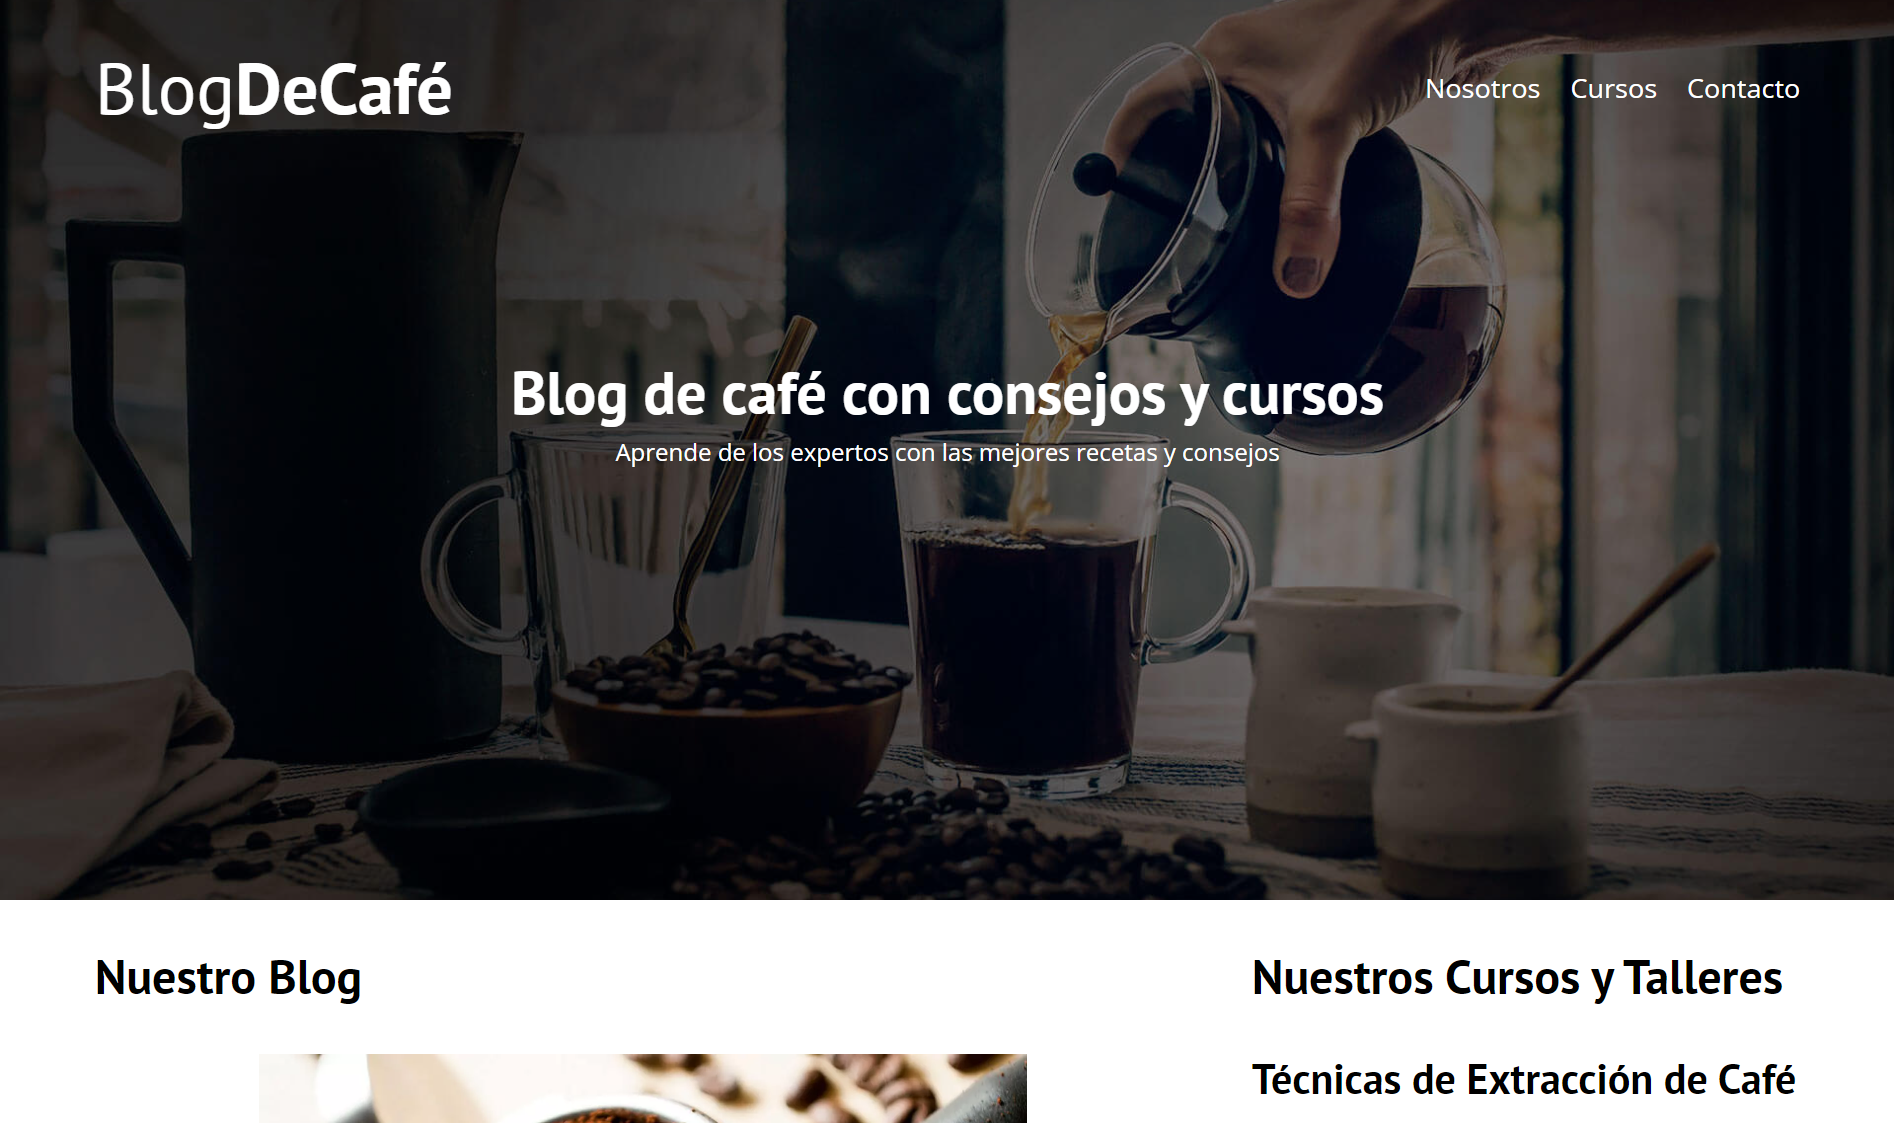 BlogDeCafé
Nosotros Cursos Contacto
Blog de café con consejos y cursos
Aprende de los expertos con las mejores recetas y consejos
Nuestro Blog
Nuestros Cursos y Talleres
Técnicas de Extracción de Café